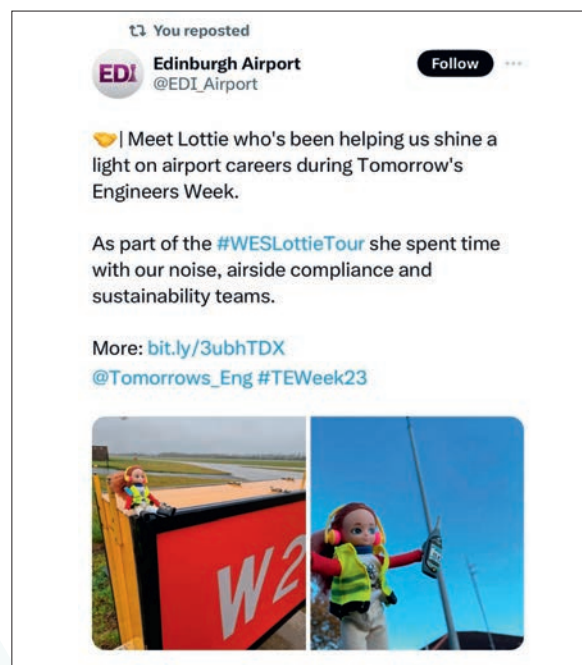 You reposted
EDI
Edinburgh Airport
Follow
@EDI_Airport
🤝| Meet Lottie who's been helping us shine a
light on airport careers during Tomorrow's
Engineers Week.
As part of the #WESLottieTour she spent time
with our noise, airside compliance and
sustainability teams.
More: bit.ly/3ubhTDX
@Tomorrows_Eng #TEWeek23
W2